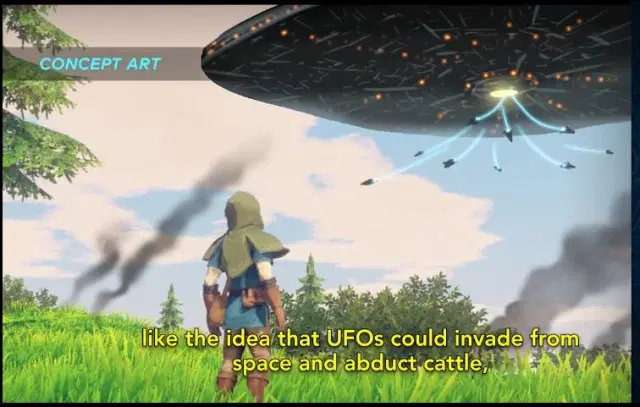 CONCEPT ART
like the idea that UFOs could invade from
space and abduct cattle,